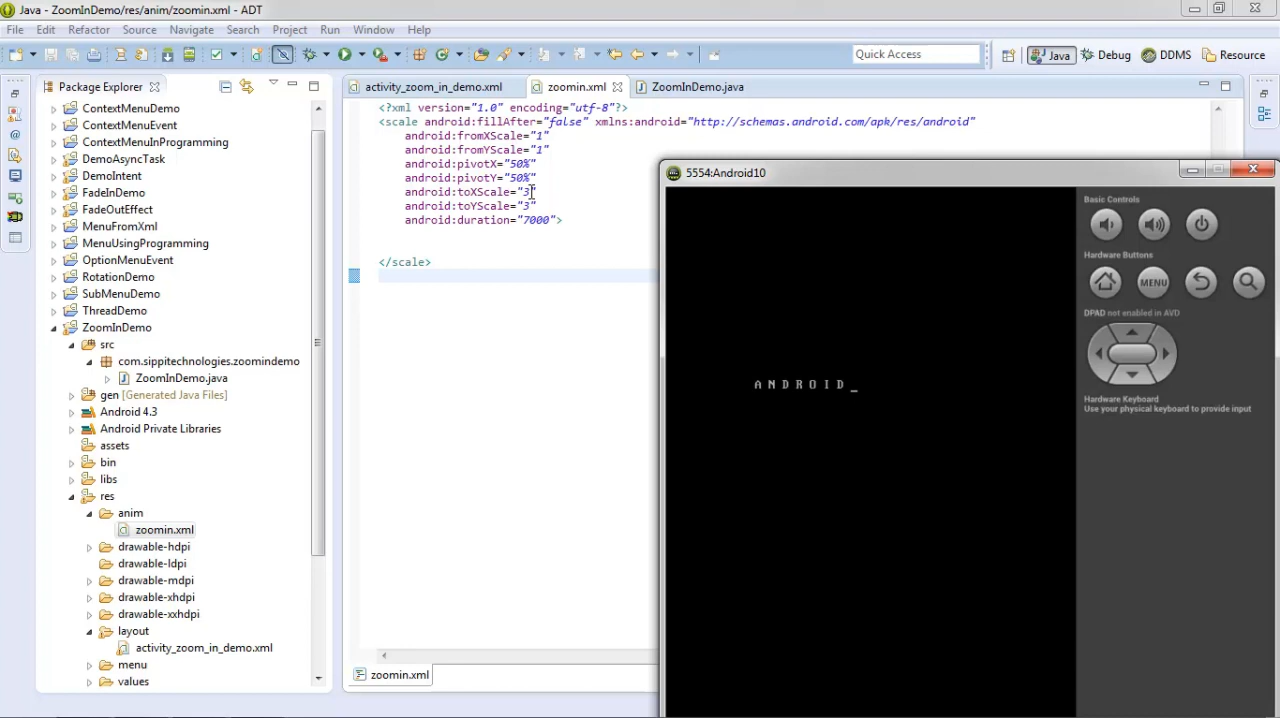 Java - ZoomInDemo/res/anim/zoomin.xml - ADT
File Edit Refactor Source Navigate Search Project Run Window Help
Quick Access
Java
Debug
DDMS
Resource
Package Explorer
ContextMenuDemo
ContextMenuEvent
ContextMenuInProgramming
DemoAsyncTask
DemoIntent
FadeInDemo
FadeOutEffect
MenuFromXml
MenuUsingProgramming
OptionMenuEvent
RotationDemo
SubMenuDemo
ThreadDemo
ZoomInDemo
src
com.sippitechnologies.zoomindemo
ZoomInDemo.java
gen [Generated Java Files]
Android 4.3
Android Private Libraries
assets
bin
libs
res
anim
zoomin.xml
drawable-hdpi
drawable-ldpi
drawable-mdpi
drawable-xhdpi
drawable-xxhdpi
layout
activity_zoom_in_demo.xml
menu
values
activity_zoom_in_demo.xml
zoomin.xml
ZoomInDemo.java
<?xml version="1.0" encoding="utf-8"?>
<scale android:fillAfter="false" xmlns:android="http://schemas.android.com/apk/res/android"
android:fromXScale="1"
android:fromYScale="1"
android:pivotX="50%"
android:pivotY="50%"
android:toXScale="3"
android:toYScale="3"
android:duration="7000">
</scale>
zoomin.xml
5554:Android10
ANDROID_
Basic Controls
Hardware Buttons
MENU
DPAD not enabled in AVD
Hardware Keyboard
Use your physical keyboard to provide input